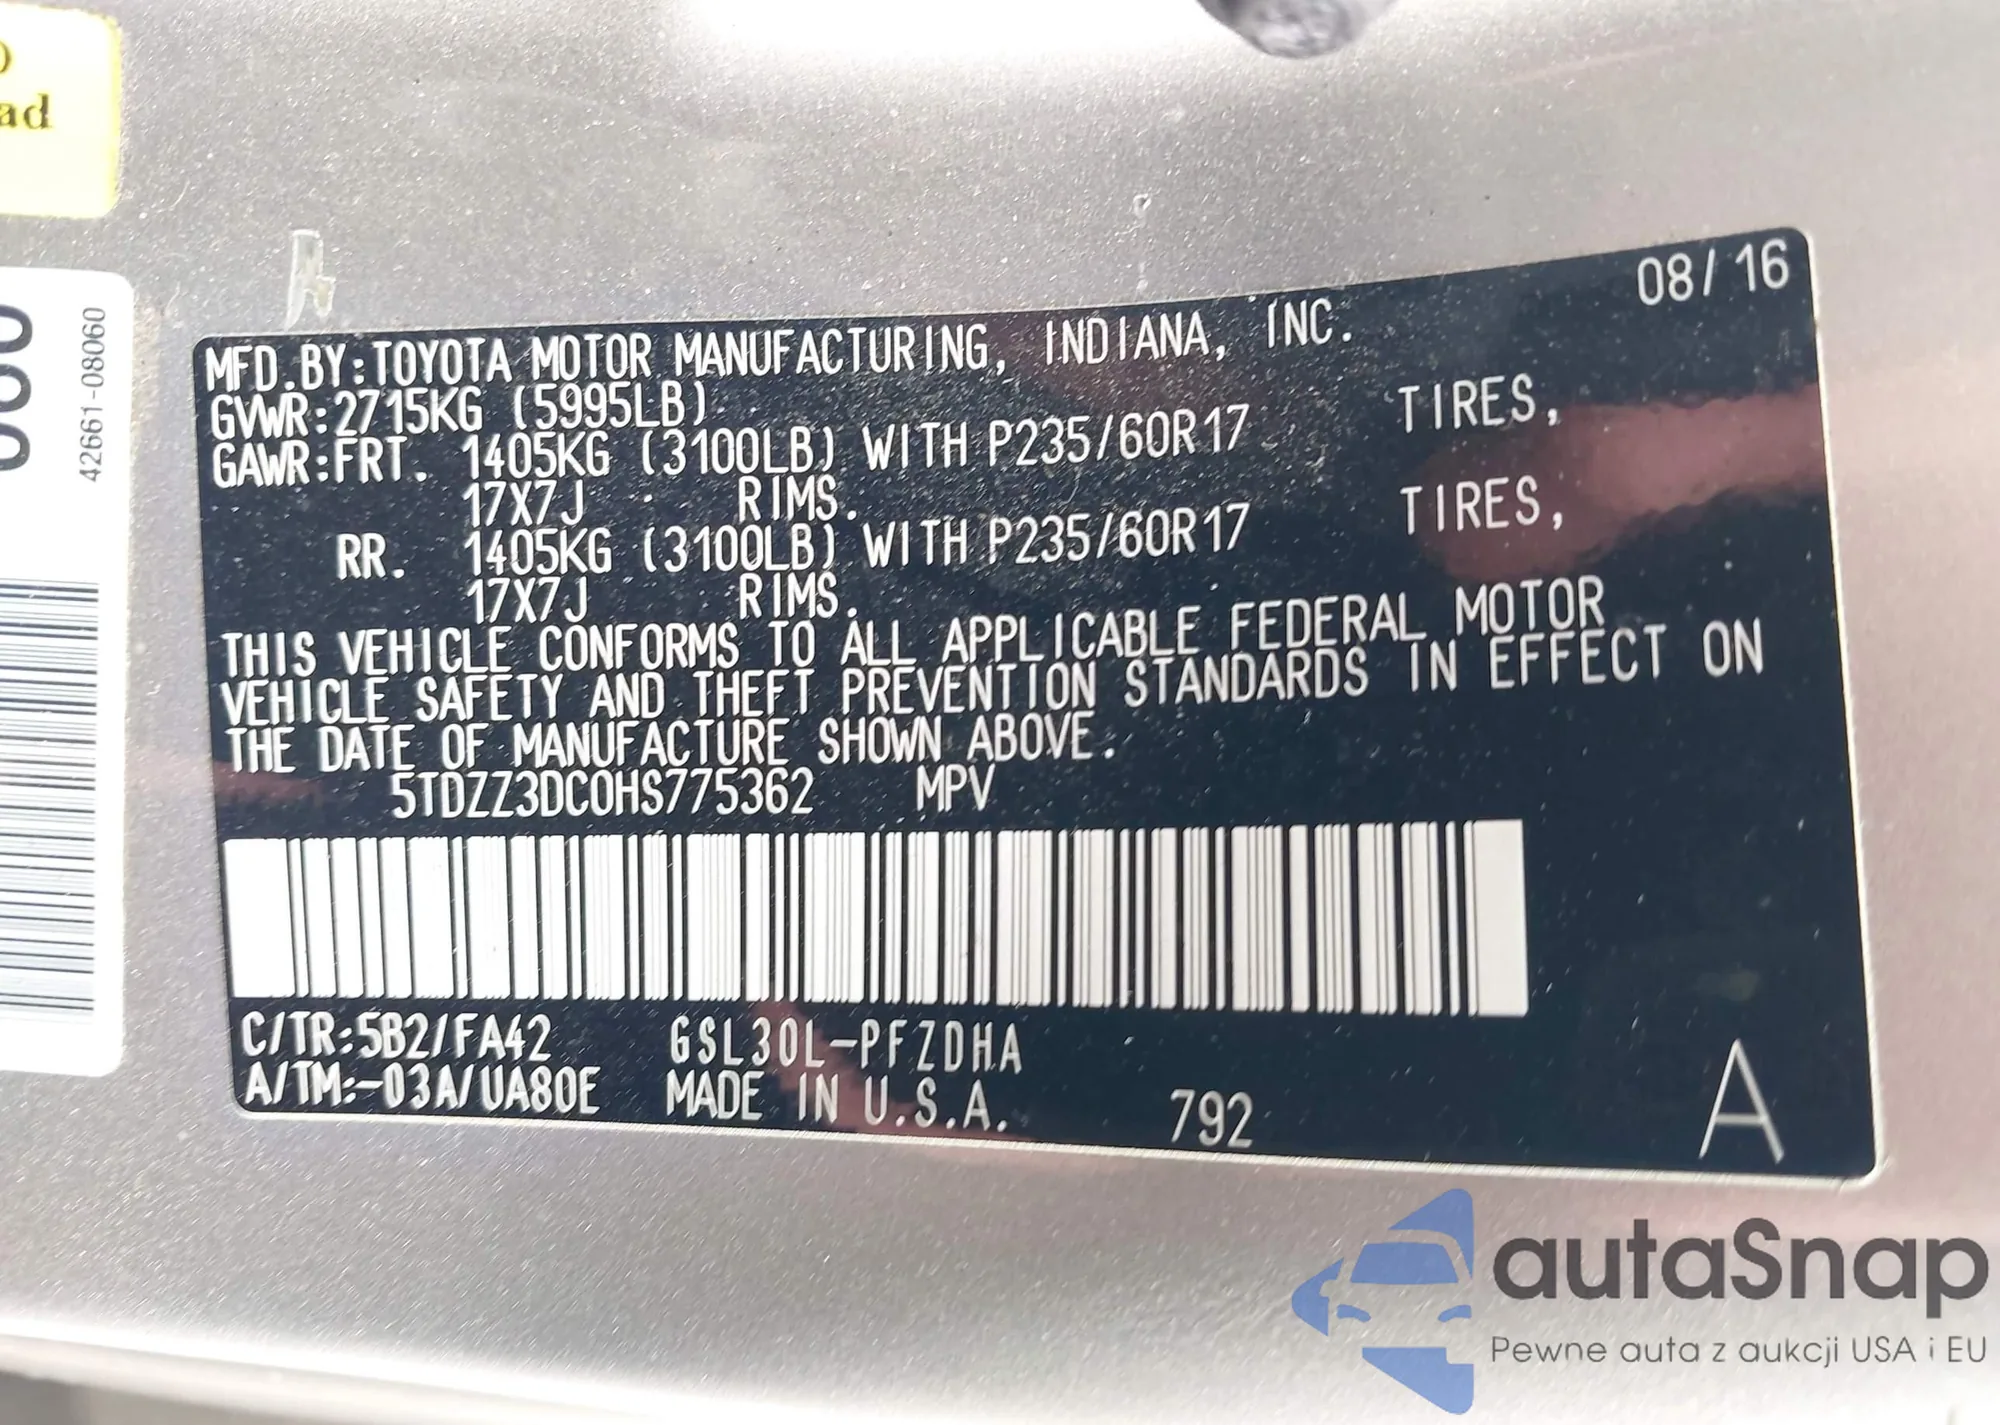 ad
42661-08060
08/16
MFD.BY:TOYOTA MOTOR MANUFACTURING, INDIANA, INC.
GVWR:2715KG (5995LB)
GAWR:FRT. 1405KG (3100LB) WITH P235/60R17 TIRES,
17X7J RIMS.
RR. 1405KG (3100LB) WITH P235/60R17 TIRES,
17X7J RIMS.
THIS VEHICLE CONFORMS TO ALL APPLICABLE FEDERAL MOTOR
VEHICLE SAFETY AND THEFT PREVENTION STANDARDS IN EFFECT ON
THE DATE OF MANUFACTURE SHOWN ABOVE.
5TDZZ3DC0HS775362 MPV
C/TR:5B2/FA42 GSL30L-PFZDHA
A/TM:-03A/UA80E MADE IN U.S.A. 792 A
autaSnap
Pewne auta z aukcji USA i EU